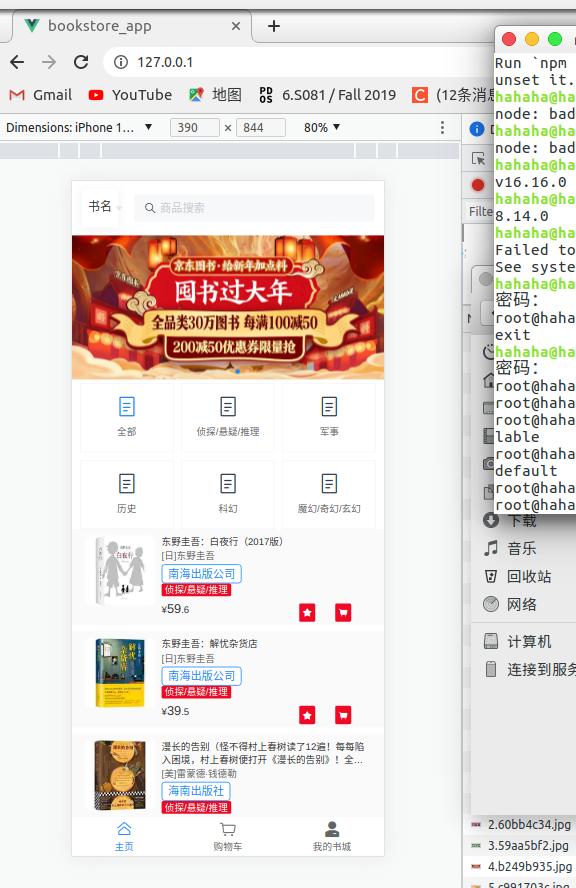 bookstore_app
127.0.0.1
Gmail
YouTube
地图
6.S081 / Fall 2019
(12条消息
Dimensions: iPhone 1…
390
×
844
80%
书名
商品搜索
京东图书·给新年加点料
囤书过大年
全品类30万图书 每满100减50
200减50优惠券限量抢
全部
侦探/悬疑/推理
军事
历史
科幻
魔幻/奇幻/玄幻
东野圭吾：白夜行（2017版）
[日]东野圭吾
南海出版公司
侦探/悬疑/推理
¥59.6
东野圭吾：解忧杂货店
[日]东野圭吾
南海出版公司
侦探/悬疑/推理
¥39.5
漫长的告别（怪不得村上春树读了12遍！每每陷
入困境，村上春树便打开《漫长的告别》！全…
[美]雷蒙德·钱德勒
海南出版社
侦探/悬疑/推理
主页
购物车
我的书城
Run `npm
unset it.
hahaha@ha
node: bad
hahaha@ha
node: bad
hahaha@ha
v16.16.0
hahaha@ha
8.14.0
hahaha@ha
Failed to
See syste
hahaha@ha
密码：
root@haha
exit
hahaha@ha
密码：
root@haha
root@haha
root@haha
lable
root@haha
default
root@haha
root@haha
Filte
下载
音乐
回收站
网络
计算机
连接到服务
2.60bb4c34.jpg
3.59aa5bf2.jpg
4.b249b935.jpg
5.c991703c.jpg